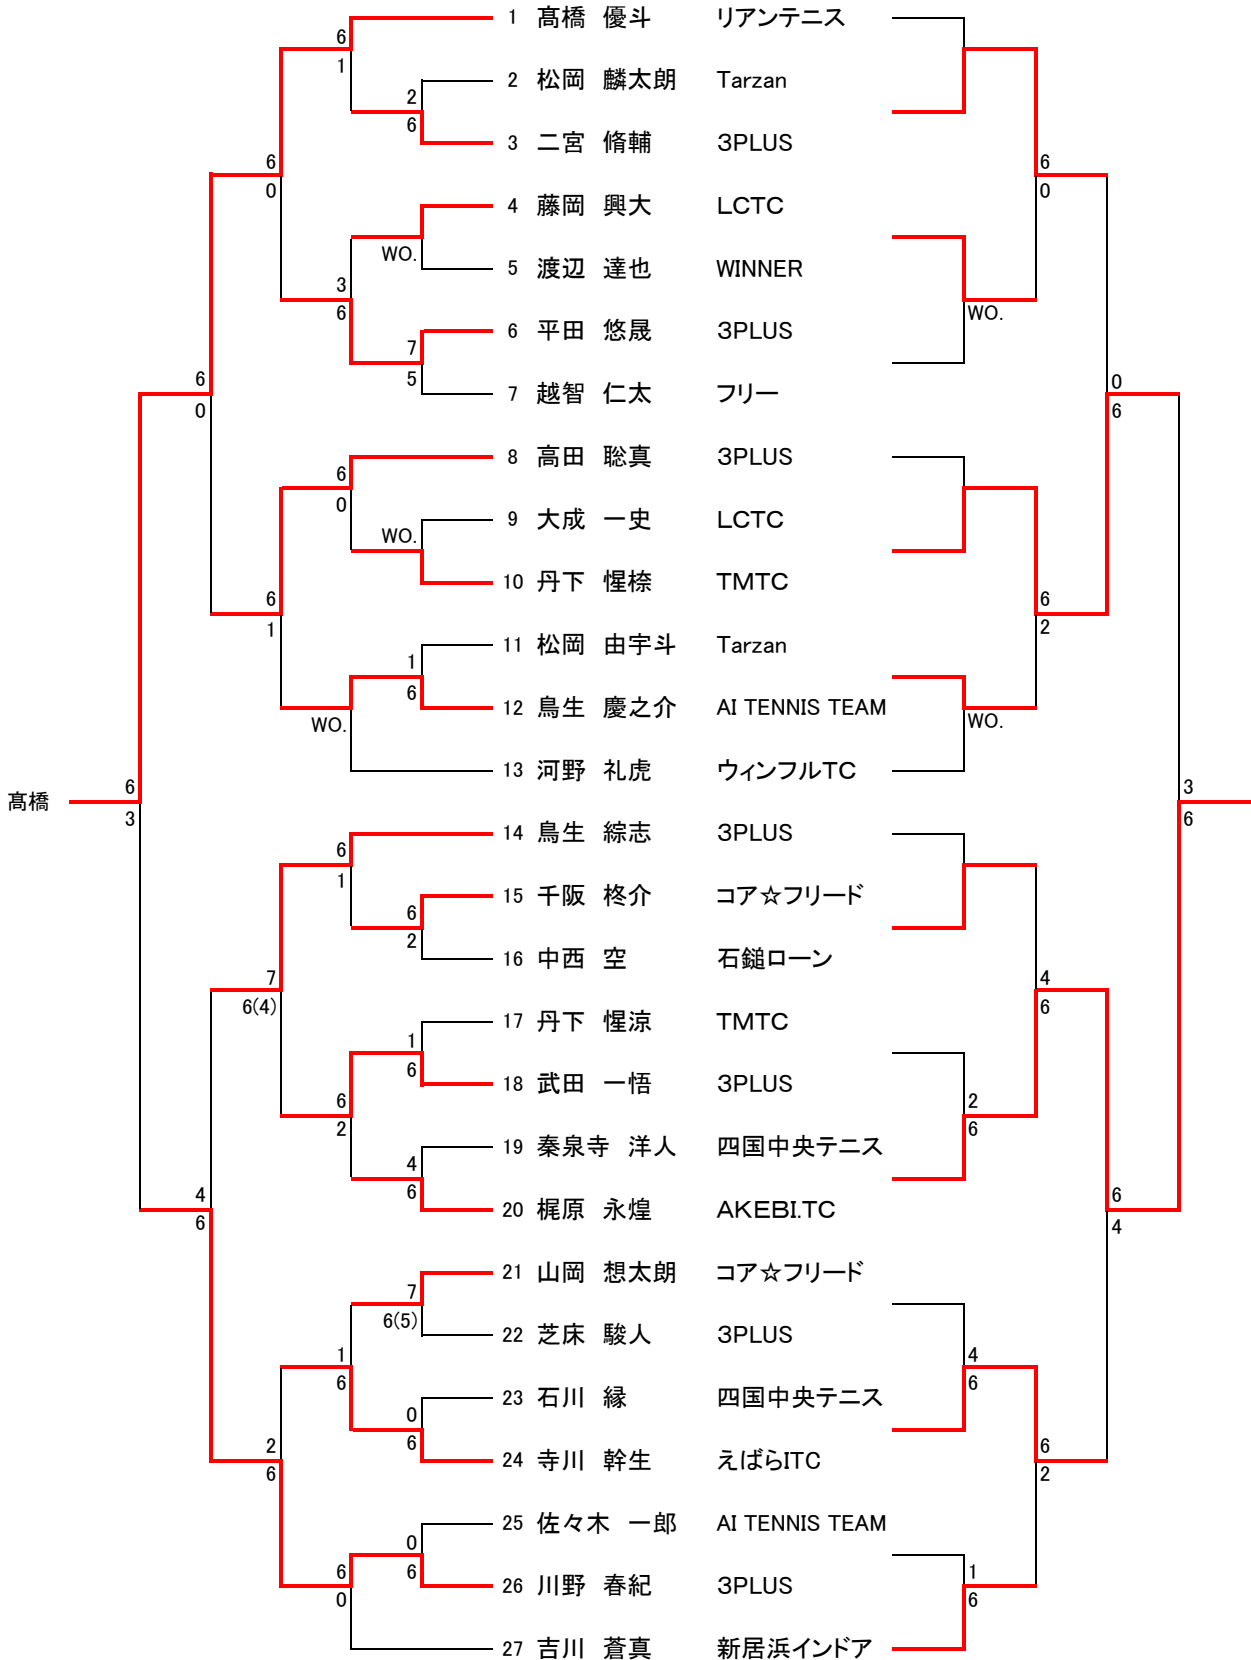 1 髙橋 優斗 リアンテニス
6
1
2 松岡 麟太朗 Tarzan
2
6
3 二宮 脩輔 3PLUS
6 6
0 0
4 藤岡 興大 LCTC
WO.
5 渡辺 達也 WINNER
3 WO.
6
6 平田 悠晟 3PLUS
7
5
7 越智 仁太 フリー
6 0
0 6
8 高田 聡真 3PLUS
6
0
9 大成 一史 LCTC
WO.
10 丹下 惺桳 TMTC
6 6
1 2
11 松岡 由宇斗 Tarzan
1
6
12 鳥生 慶之介 AI TENNIS TEAM
WO. WO.
13 河野 礼虎 ウィンフルTC
髙橋 6 3
3 6
14 鳥生 綜志 3PLUS
6
1
15 千阪 柊介 コア☆フリード
6
2
16 中西 空 石鎚ローン
7 4
6(4) 6
17 丹下 惺涼 TMTC
1
6
18 武田 一悟 3PLUS
6 2
2 6
19 秦泉寺 洋人 四国中央テニス
4
6
20 梶原 永煌 AKEBI.TC
4 6
6 4
21 山岡 想太朗 コア☆フリード
7
6(5)
22 芝床 駿人 3PLUS
1 4
6 6
23 石川 縁 四国中央テニス
0
6
24 寺川 幹生 えばらITC
2 6
6 2
25 佐々木 一郎 AI TENNIS TEAM
0
6
26 川野 春紀 3PLUS
6 1
0 6
27 吉川 蒼真 新居浜インドア